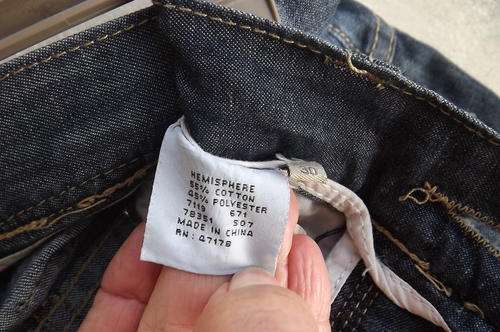 HEMISPHERE
55% COTTON
45% POLYESTER
7119 671
78351 S07
MADE IN CHINA
RN: 47178